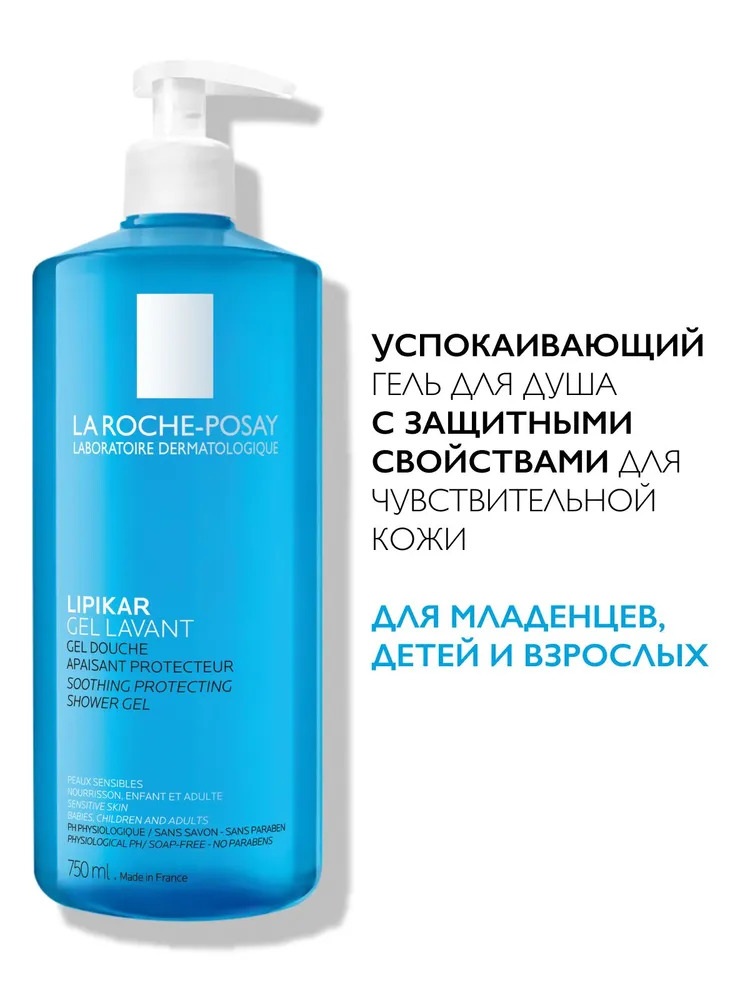 LA ROCHE-POSAY
LABORATOIRE DERMATOLOGIQUE
LIPIKAR
GEL LAVANT
GEL DOUCHE
APAISANT PROTECTEUR
SOOTHING PROTECTING
SHOWER GEL
PEAUX SENSIBLES
NOURRISSON, ENFANT ET ADULTE
SENSITIVE SKIN
BABIES, CHILDREN AND ADULTS
PH PHYSIOLOGIQUE / SANS SAVON - SANS PARABEN
PHYSIOLOGICAL PH/ SOAP-FREE - NO PARABENS
750 ml. Made in France
УСПОКАИВАЮЩИЙ
ГЕЛЬ ДЛЯ ДУША
С ЗАЩИТНЫМИ
СВОЙСТВАМИ ДЛЯ
ЧУВСТВИТЕЛЬНОЙ
КОЖИ
ДЛЯ МЛАДЕНЦЕВ,
ДЕТЕЙ И ВЗРОСЛЫХ